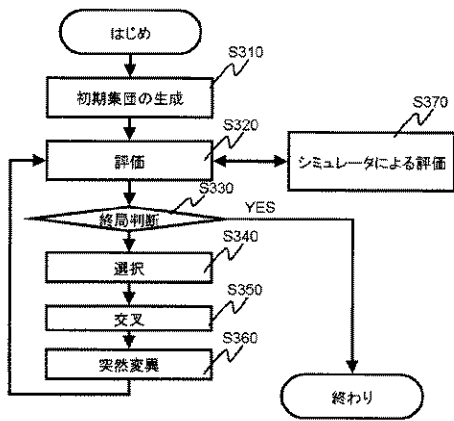 はじめ
S310
初期集団の生成
S320
評価
S370
シミュレータによる評価
S330
終局判断
YES
S340
選択
S350
交叉
S360
突然変異
終わり